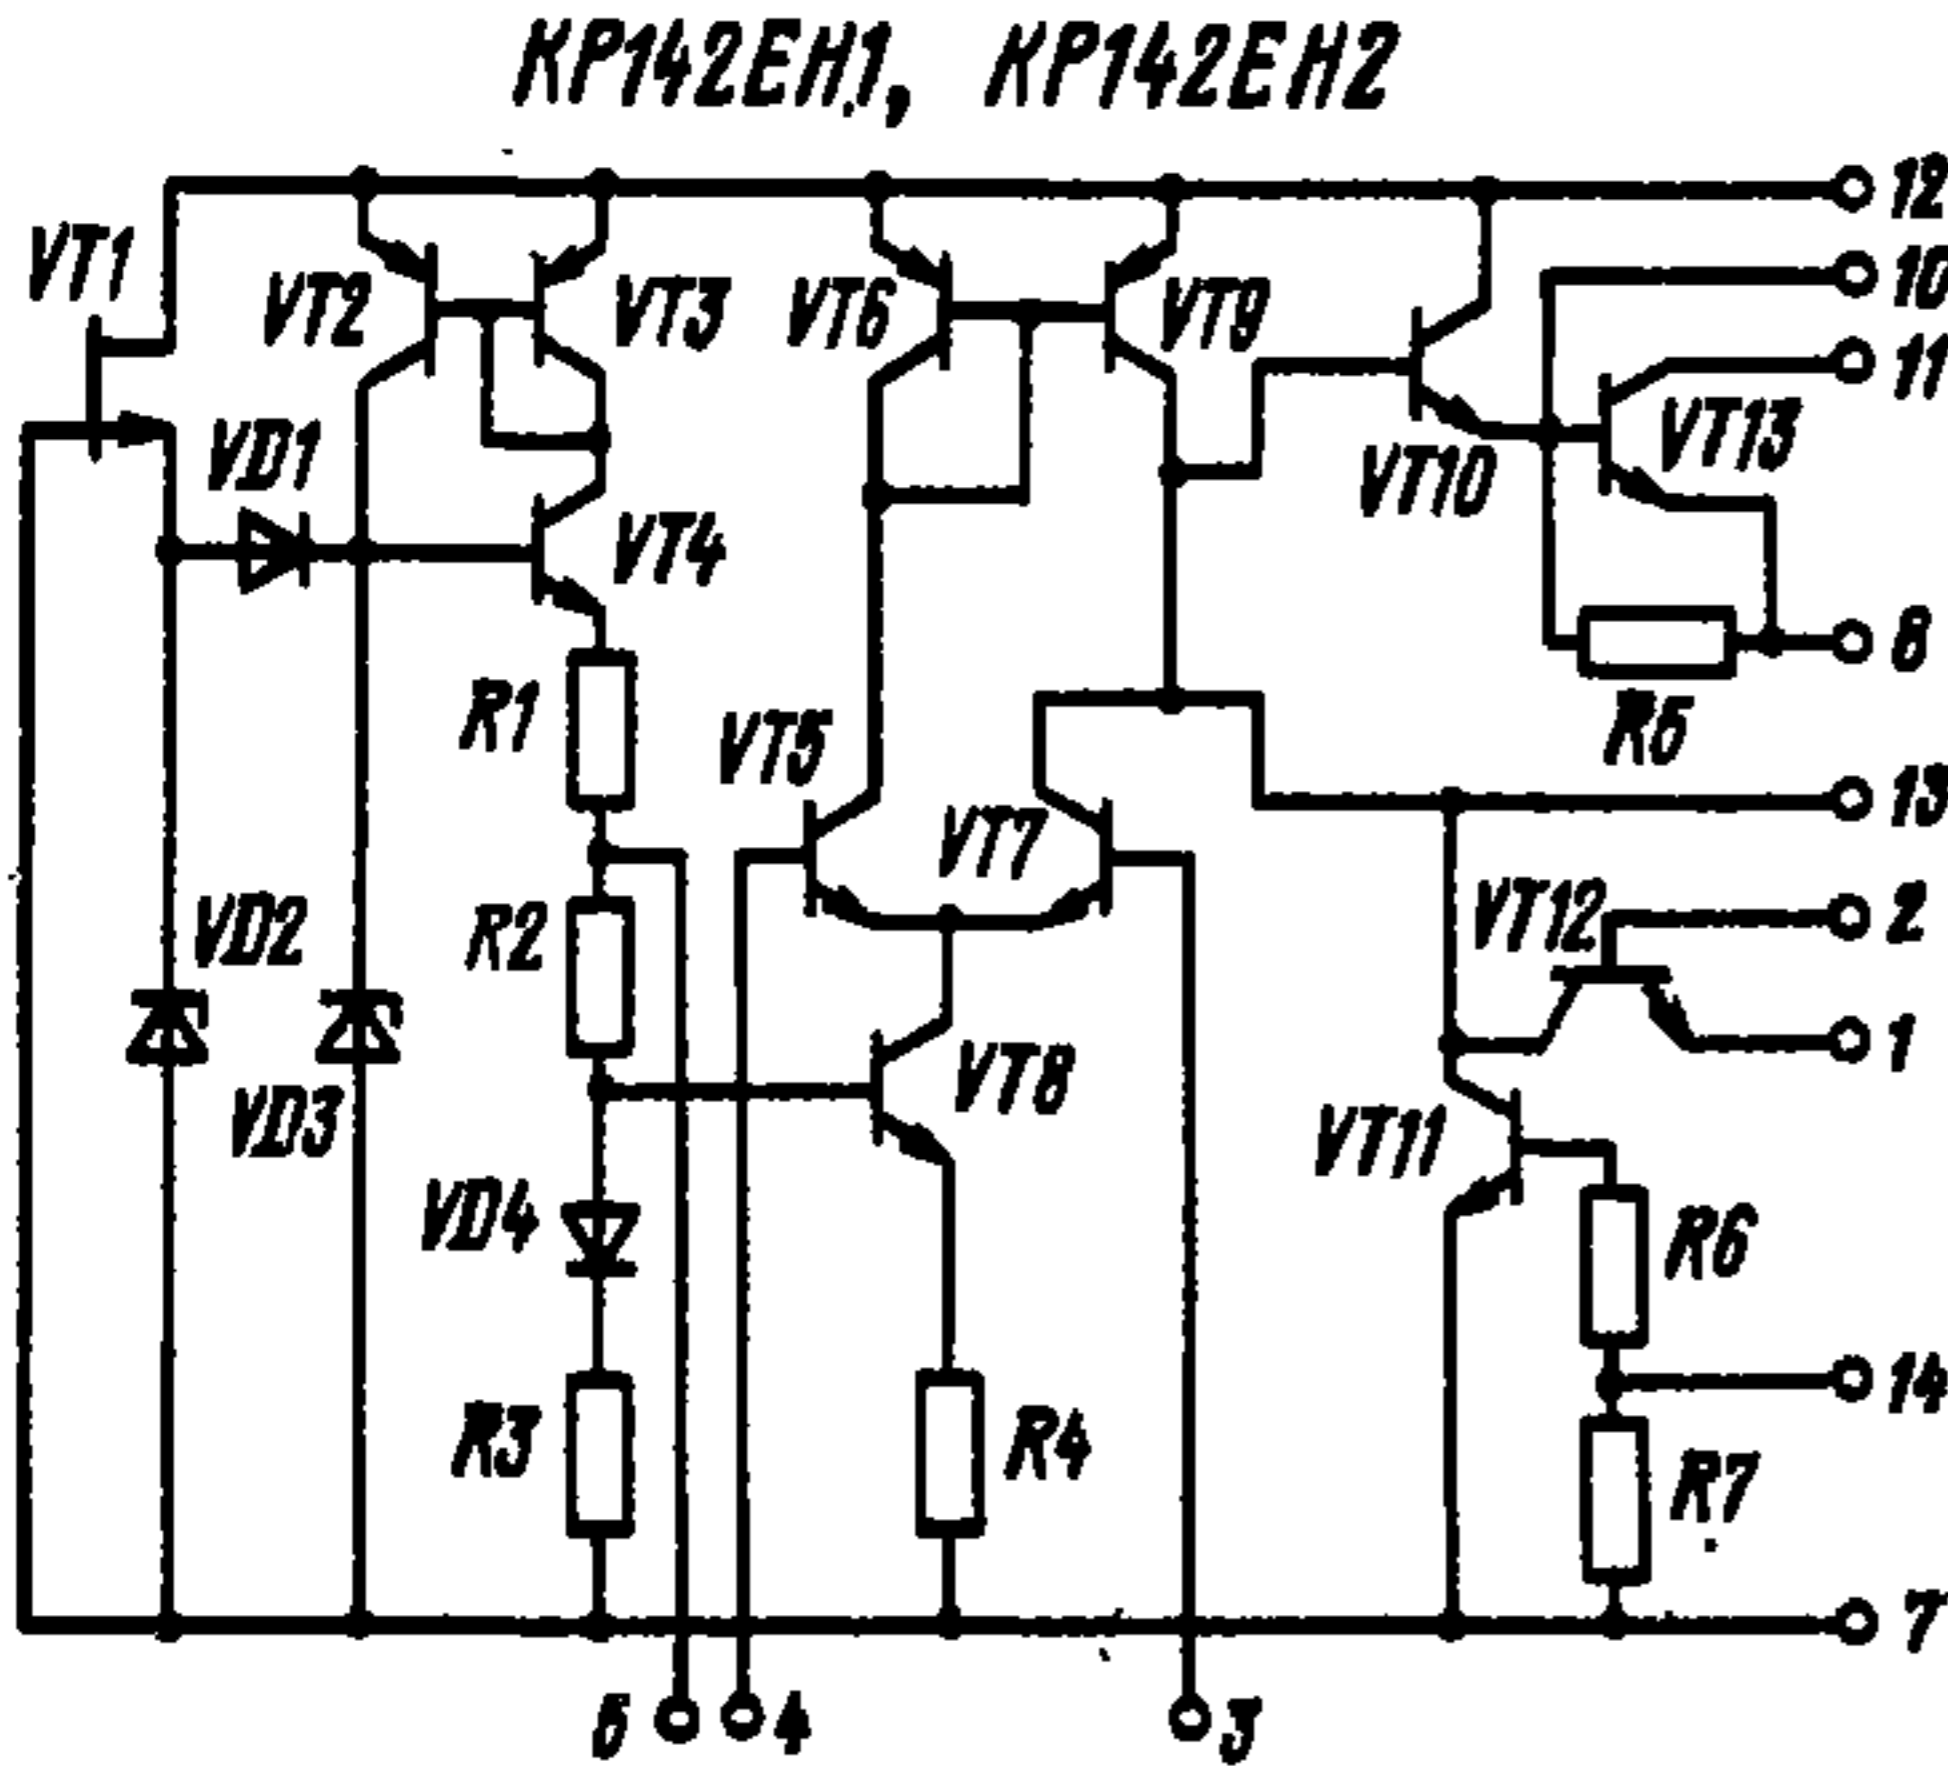 КР142ЕН1, КР142ЕН2
12
10
VT1
VT2
VT3
VT6
VT9
11
VD1
VT10
VT13
VT4
8
R5
R1
VT5
13
VT7
VD2
R2
VT12
2
1
VT8
VD3
VT11
VD4
R6
14
R3
R4
R7
7
4
3